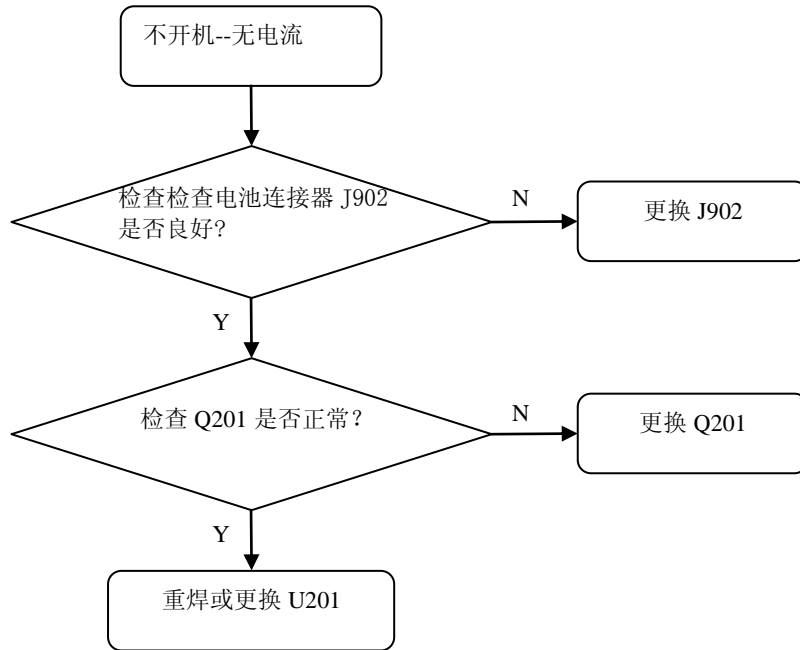 不开机--无电流
检查检查电池连接器 J902
是否良好?
N
更换 J902
Y
检查 Q201 是否正常？
N
更换 Q201
Y
重焊或更换 U201